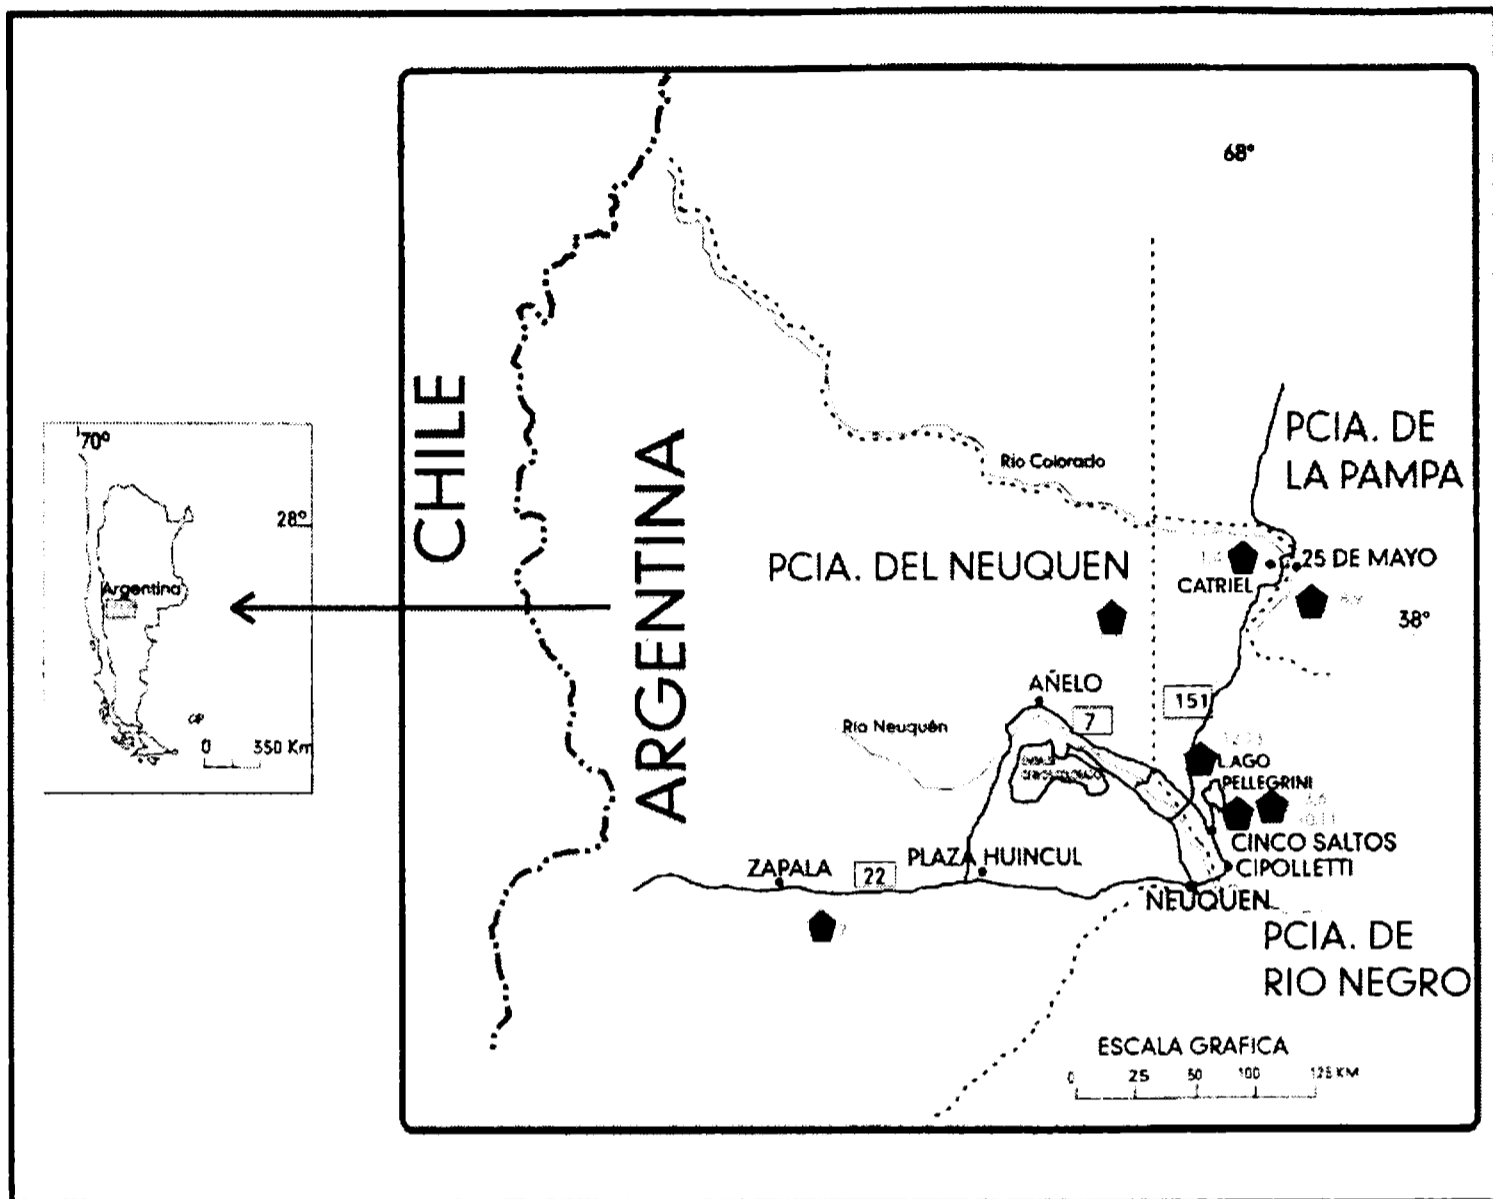 68°
CHILE
ARGENTINA
PCIA. DE
LA PAMPA
Rio Colorado
70°
28°
Argentina
0 350 Km
PCIA. DEL NEUQUEN
25 DE MAYO
CATRIEL
38°
AÑELO
7
151
Rio Neuquén
LAGO
PELLEGRINI
CINCO SALTOS
CIPOLLETTI
ZAPALA
22
PLAZA HUINCUL
NEUQUEN
PCIA. DE
RIO NEGRO
ESCALA GRAFICA
0 25 50 100 125 KM